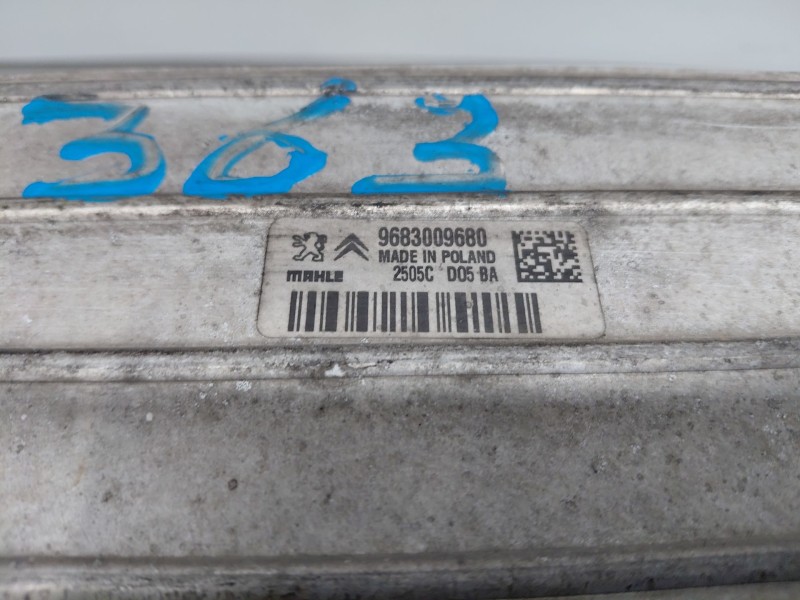 363
9683009680
MADE IN POLAND
MAHLE 2505C D05 BA